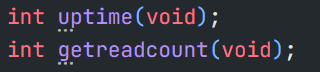 int uptime(void);
int getreadcount(void);